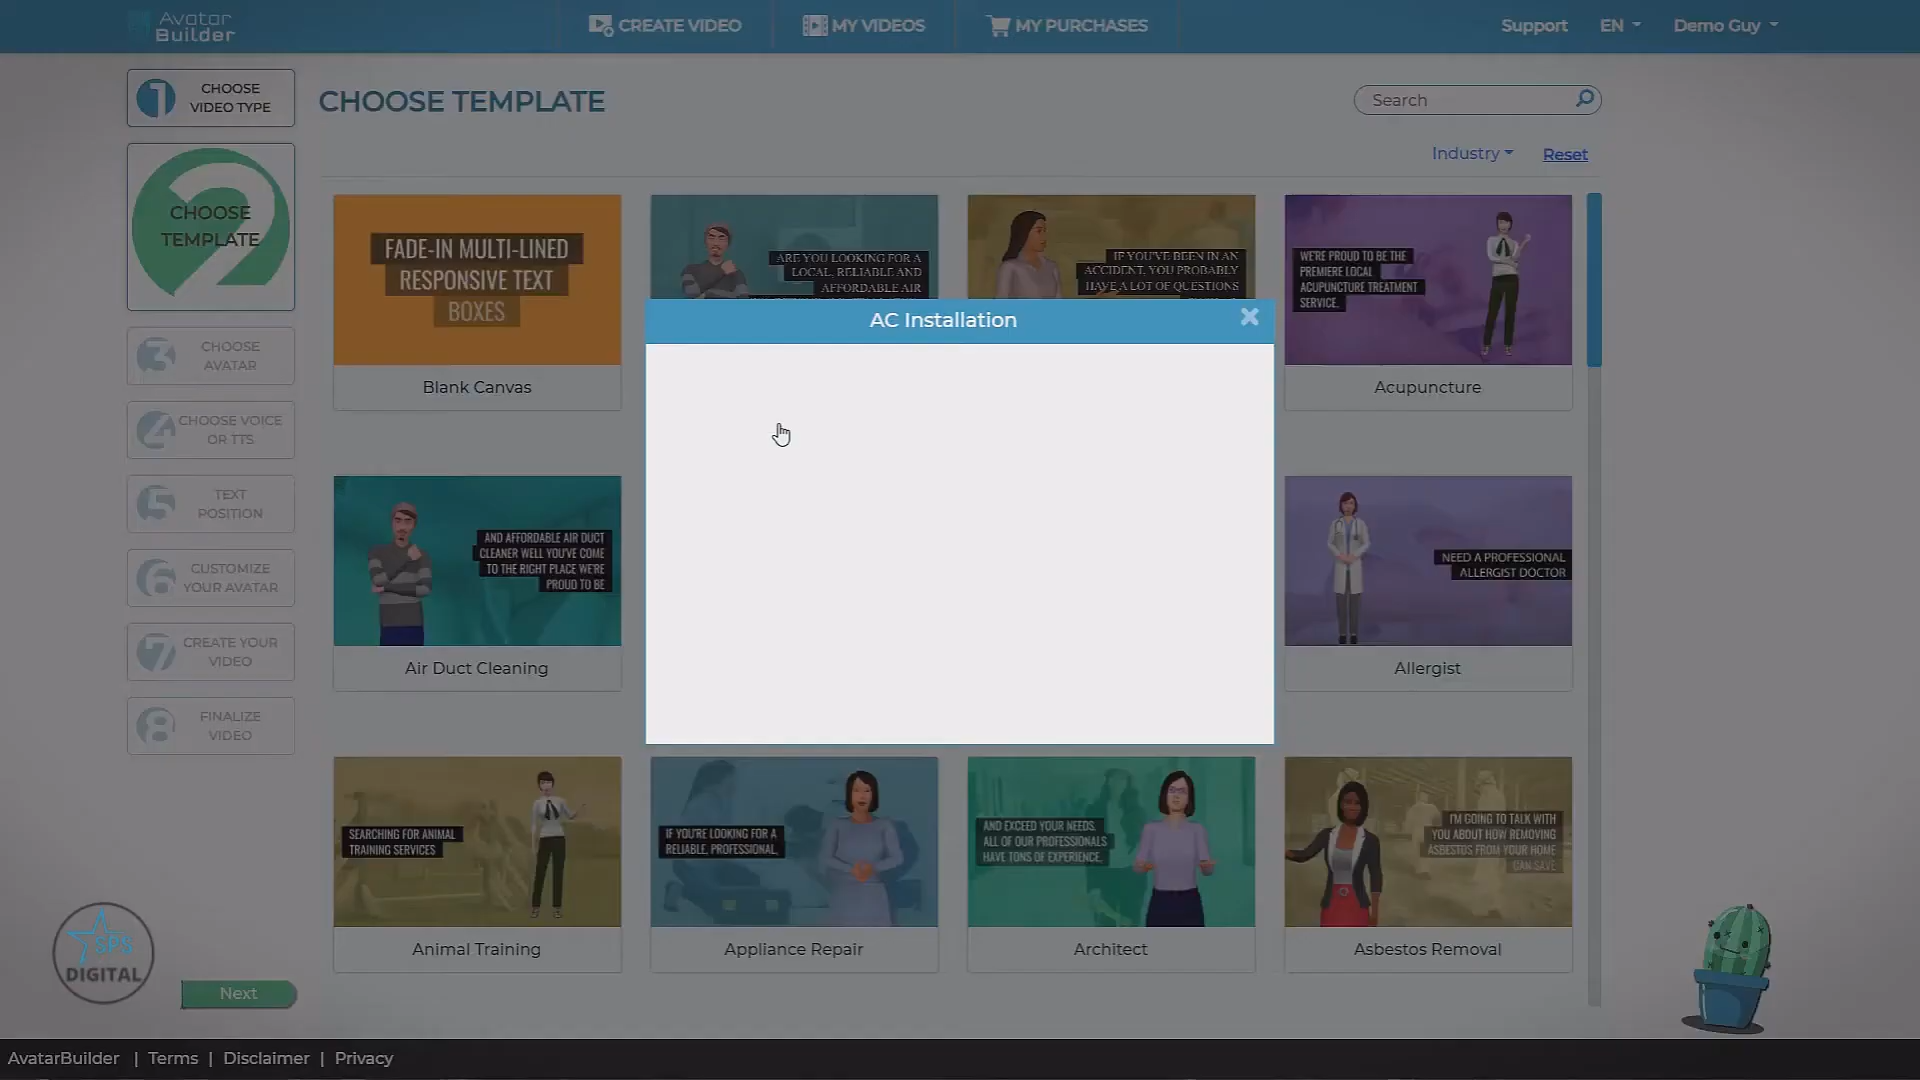 Avatar
Builder
CREATE VIDEO
MY VIDEOS
MY PURCHASES
Support
EN
Demo Guy
1
CHOOSE
VIDEO TYPE
CHOOSE TEMPLATE
Search
Industry
Reset
2
CHOOSE
TEMPLATE
3
CHOOSE
AVATAR
4
CHOOSE VOICE
OR TTS
5
TEXT
POSITION
6
CUSTOMIZE
YOUR AVATAR
7
CREATE YOUR
VIDEO
8
FINALIZE
VIDEO
FADE-IN MULTI-LINED
RESPONSIVE TEXT
BOXES
Blank Canvas
ARE YOU LOOKING FOR A
LOCAL, RELIABLE AND
AFFORDABLE AIR
IF YOU'VE BEEN IN AN
ACCIDENT, YOU PROBABLY
HAVE A LOT OF QUESTIONS
WE'RE PROUD TO BE THE
PREMIERE LOCAL
ACUPUNCTURE TREATMENT
SERVICE.
Acupuncture
AC Installation
AND AFFORDABLE AIR DUCT
CLEANER WELL YOU'VE COME
TO THE RIGHT PLACE WE'RE
PROUD TO BE
Air Duct Cleaning
NEED A PROFESSIONAL
ALLERGIST DOCTOR
Allergist
SEARCHING FOR ANIMAL
TRAINING SERVICES
Animal Training
IF YOU'RE LOOKING FOR A
RELIABLE, PROFESSIONAL,
Appliance Repair
AND EXCEED YOUR NEEDS.
ALL OF OUR PROFESSIONALS
HAVE TONS OF EXPERIENCE,
Architect
I'M GOING TO TALK WITH
YOU ABOUT HOW REMOVING
ASBESTOS FROM YOUR HOME
CAN SAVE
Asbestos Removal
SPS
DIGITAL
Next
AvatarBuilder | Terms | Disclaimer | Privacy